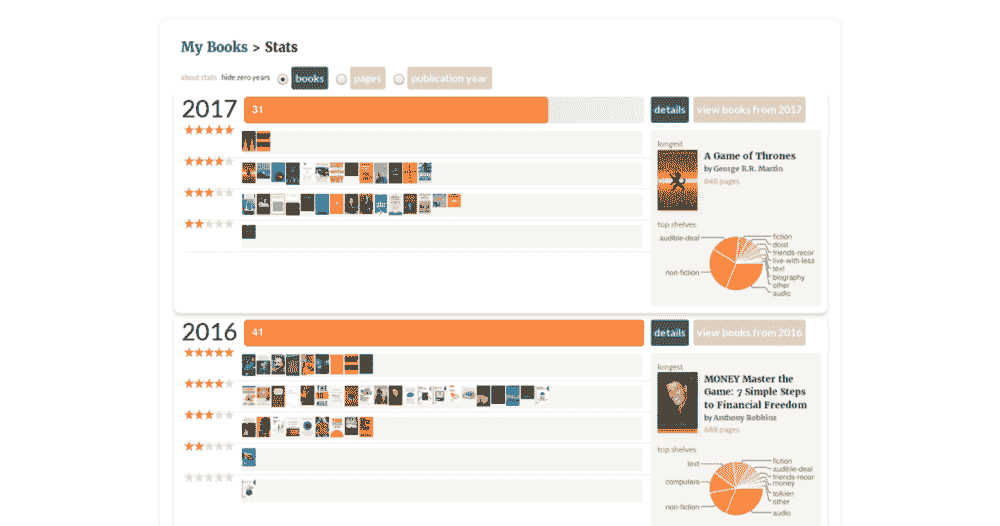 My Books > Stats
about stats hide zero years books pages publication year
2017 31 details view books from 2017
longest
A Game of Thrones
by George R.R. Martin
848 pages
top shelves
fiction
audible-deal
doist
friends-recor
live-with-less
text
non-fiction
biography
other
audio
2016 41 details view books from 2016
longest
MONEY Master the
Game: 7 Simple Steps
to Financial Freedom
by Anthony Robbins
688 pages
top shelves
fiction
text
audible-deal
friends-recor
computers
money
tolkien
other
non-fiction
audio